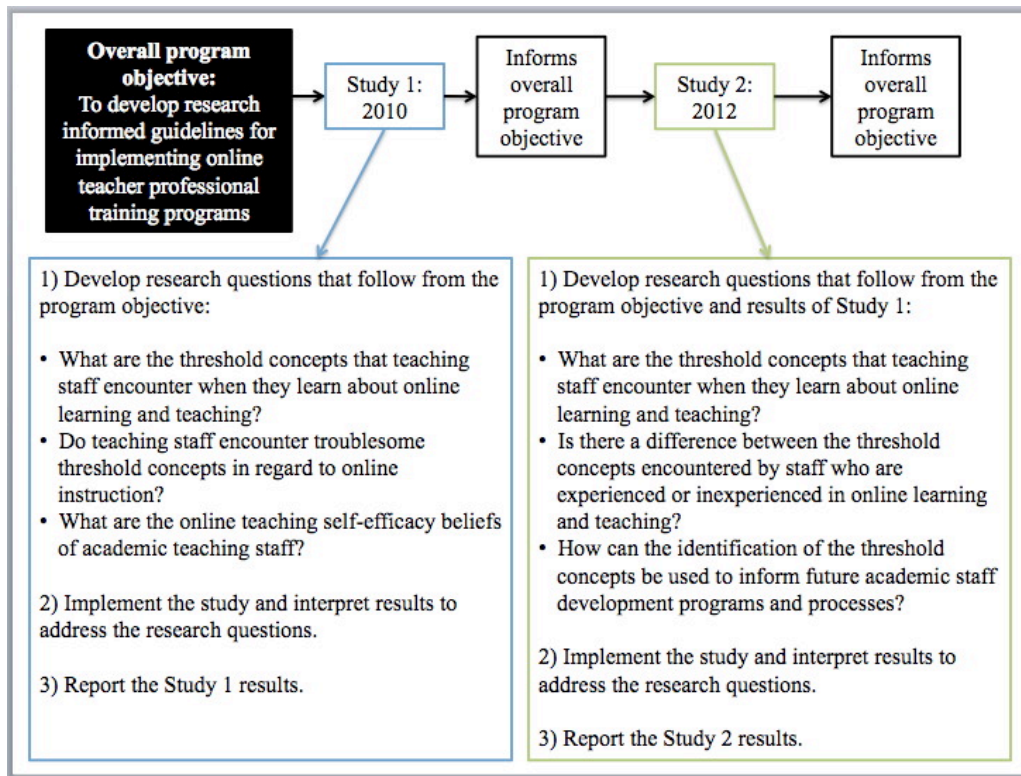 Overall program
objective:
To develop research
informed guidelines for
implementing online
teacher professional
training programs
Study 1:
2010
Informs
overall
program
objective
Study 2:
2012
Informs
overall
program
objective
1) Develop research questions that follow from the
program objective:
• What are the threshold concepts that teaching
staff encounter when they learn about online
learning and teaching?
• Do teaching staff encounter troublesome
threshold concepts in regard to online
instruction?
• What are the online teaching self-efficacy beliefs
of academic teaching staff?
2) Implement the study and interpret results to
address the research questions.
3) Report the Study 1 results.
1) Develop research questions that follow from the
program objective and results of Study 1:
• What are the threshold concepts that teaching
staff encounter when they learn about online
learning and teaching?
• Is there a difference between the threshold
concepts encountered by staff who are
experienced or inexperienced in online learning
and teaching?
• How can the identification of the threshold
concepts be used to inform future academic staff
development programs and processes?
2) Implement the study and interpret results to
address the research questions.
3) Report the Study 2 results.